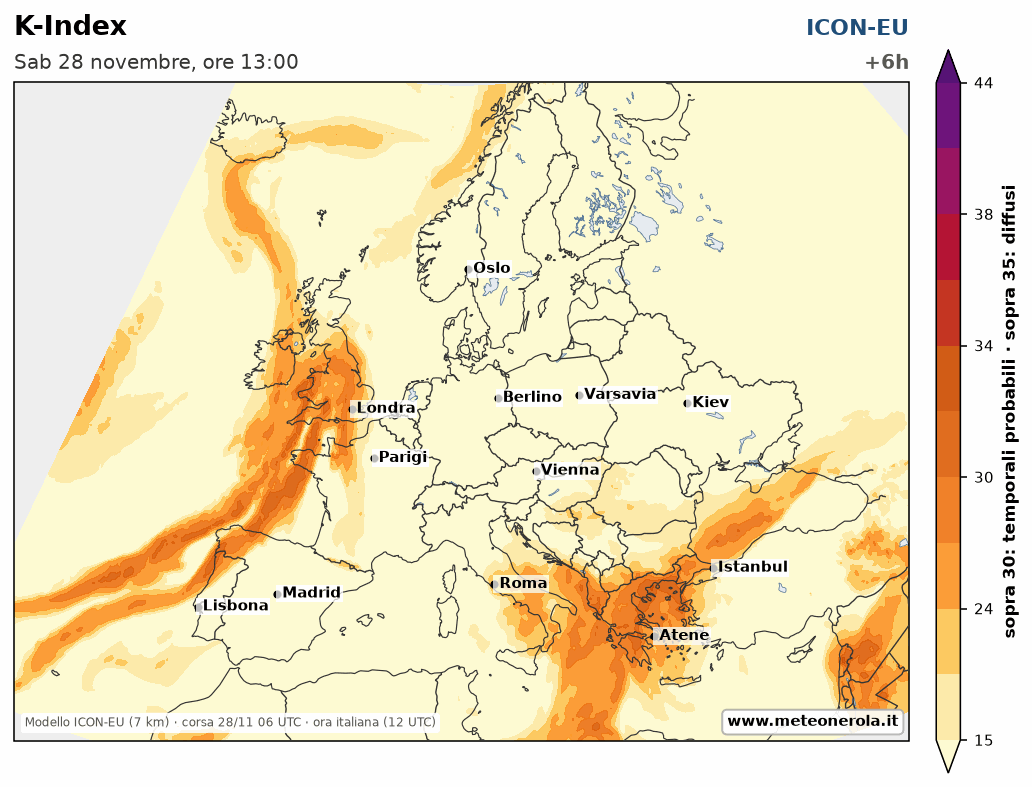 K-Index
ICON-EU
Sab 28 novembre, ore 13:00
+6h
44
38
34
30
24
15
sopra 30: temporali probabili · sopra 35: diffusi
Oslo
Londra
Berlino
Varsavia
Kiev
Parigi
Vienna
Istanbul
Roma
Madrid
Lisbona
Atene
Modello ICON-EU (7 km) · corsa 28/11 06 UTC · ora italiana (12 UTC)
www.meteonerola.it